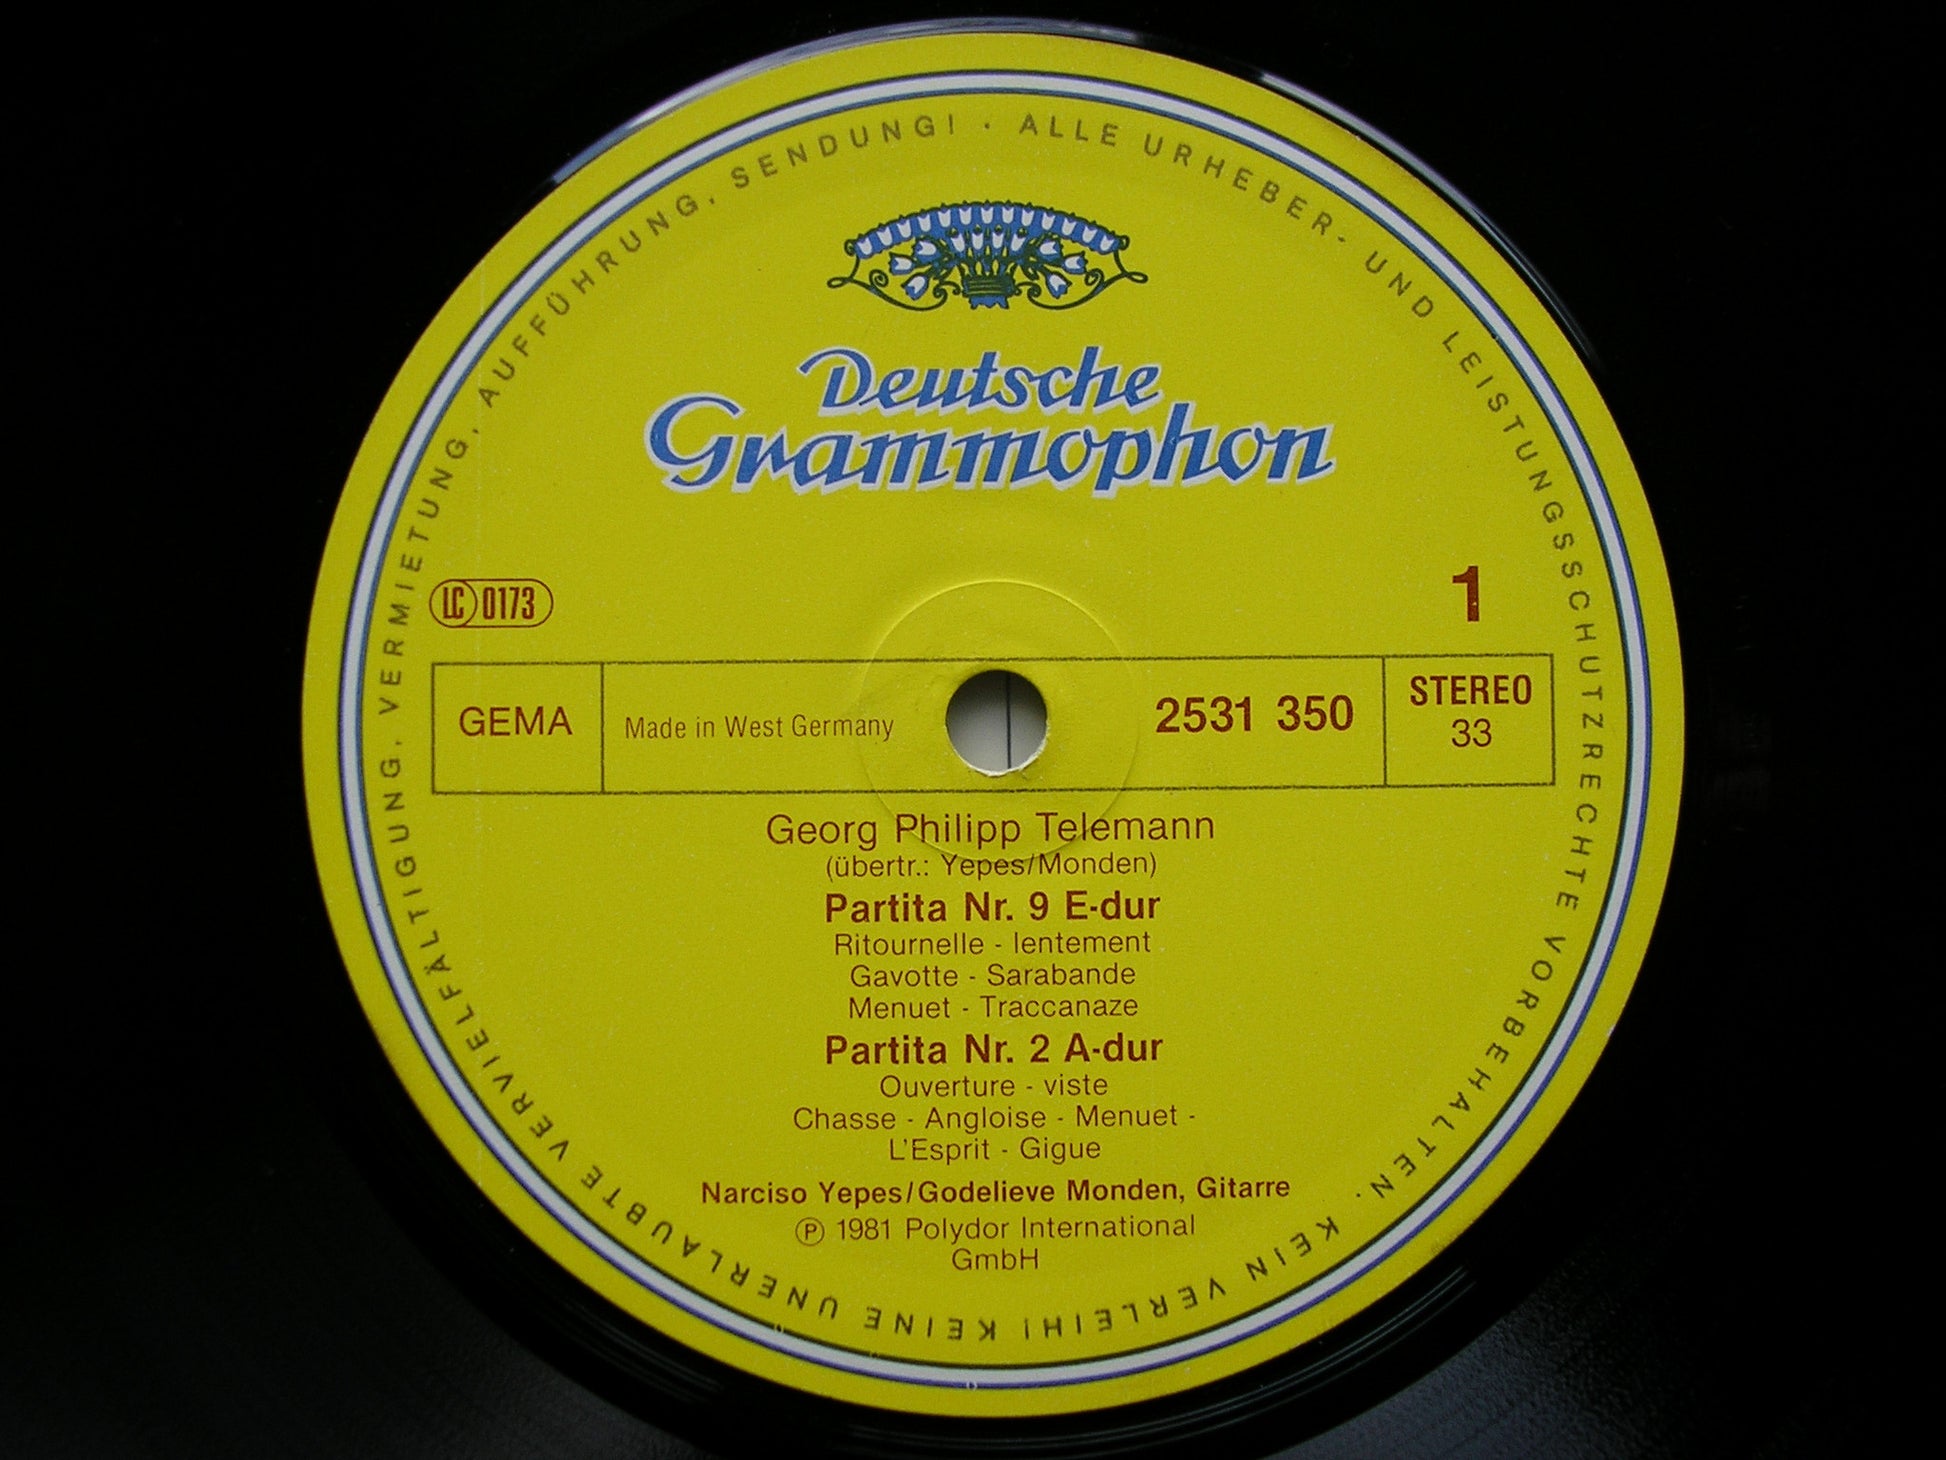 ALLE URHEBER- UND LEISTUNGSSCHUTZRECHTE VORBEHALTEN · KEIN VERLEIH! KEINE UNERLAUBTE VERVIELFÄLTIGUNG, VERMIETUNG, AUFFÜHRUNG, SENDUNG! ·
Deutsche
Grammophon
LC 0173
1
GEMA
Made in West Germany
2531 350
STEREO
33
Georg Philipp Telemann
(übertr.: Yepes/Monden)
Partita Nr. 9 E-dur
Ritournelle - lentement
Gavotte - Sarabande
Menuet - Traccanaze
Partita Nr. 2 A-dur
Ouverture - viste
Chasse - Angloise - Menuet -
L'Esprit - Gigue
Narciso Yepes/Godelieve Monden, Gitarre
Ⓟ 1981 Polydor International
GmbH